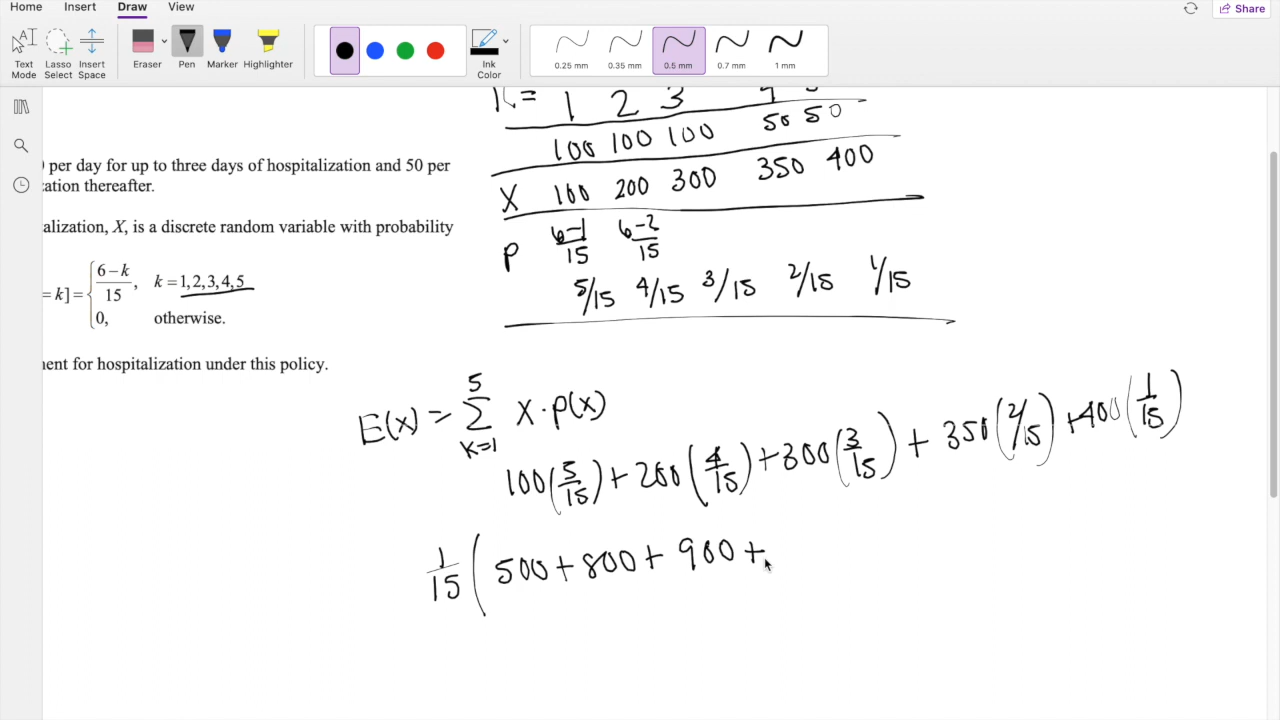 Home Insert Draw View
Share
Text Mode
Lasso Select
Insert Space
Eraser
Pen
Marker
Highlighter
Ink Color
0.25 mm 0.35 mm 0.5 mm 0.7 mm 1 mm
1 2 3
100 100 100 50 50
X 100 200 300 350 400
P 6-1/15 6-2/15
5/15 4/15 3/15 2/15 1/15
per day for up to three days of hospitalization and 50 per
zation thereafter.
alization, X, is a discrete random variable with probability
= k] = { 6 − k / 15, k = 1,2,3,4,5
0, otherwise.
nent for hospitalization under this policy.
E(x) = 5 Σ k=1 X · p(x)
100(5/15) + 200(4/15) + 300(3/15) + 350(2/15) + 400(1/15)
1/15 ( 500 + 800 + 900 +